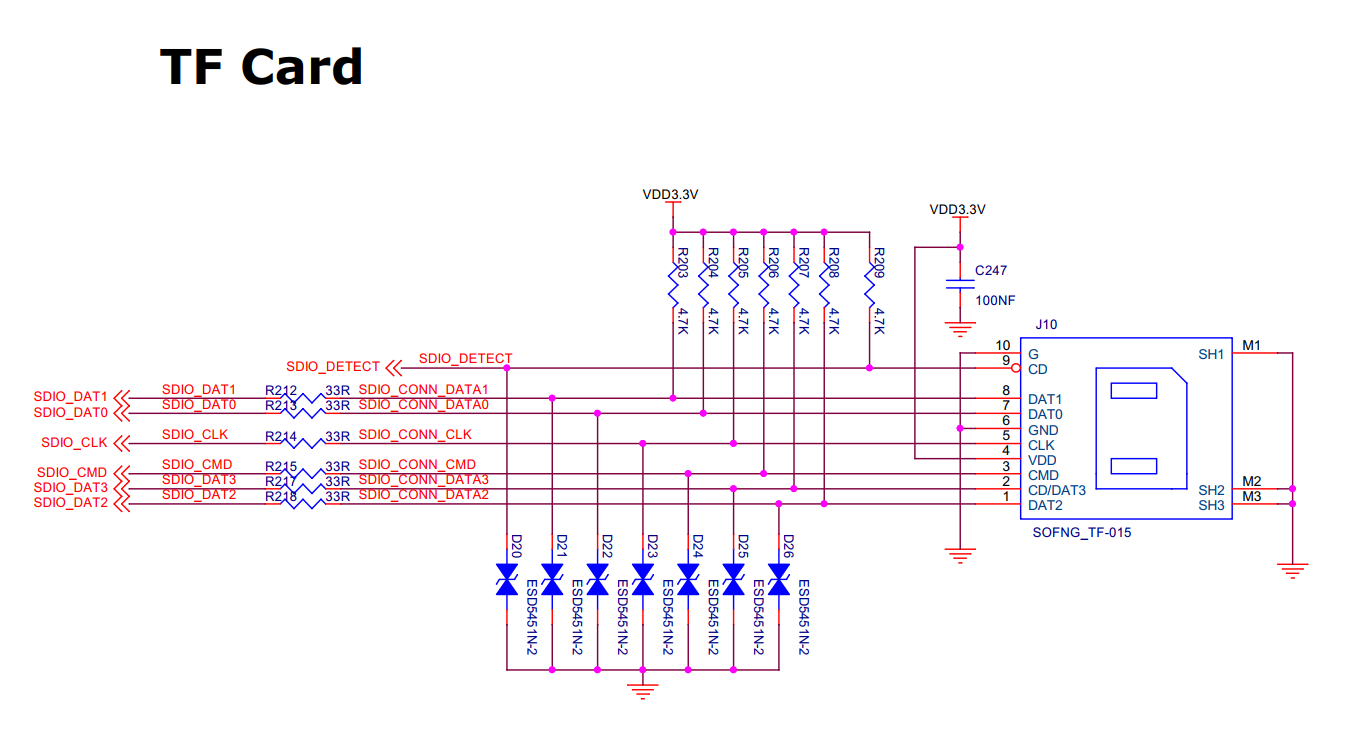 TF Card
VDD3.3V
VDD3.3V
R203
R204
R205
R206
R207
R208
R209
4.7K
4.7K
4.7K
4.7K
4.7K
4.7K
4.7K
C247
100NF
J10
SDIO_DETECT
SDIO_DETECT
SDIO_DAT1
SDIO_DAT1
R212
33R
SDIO_CONN_DATA1
SDIO_DAT0
SDIO_DAT0
R213
33R
SDIO_CONN_DATA0
SDIO_CLK
SDIO_CLK
R214
33R
SDIO_CONN_CLK
SDIO_CMD
SDIO_CMD
R215
33R
SDIO_CONN_CMD
SDIO_DAT3
SDIO_DAT3
R217
33R
SDIO_CONN_DATA3
SDIO_DAT2
SDIO_DAT2
R218
33R
SDIO_CONN_DATA2
10 G
9 CD
8 DAT1
7 DAT0
6 GND
5 CLK
4 VDD
3 CMD
2 CD/DAT3
1 DAT2
SH1 M1
SH2 M2
SH3 M3
SOFNG_TF-015
D20
D21
D22
D23
D24
D25
D26
ESD5451N-2
ESD5451N-2
ESD5451N-2
ESD5451N-2
ESD5451N-2
ESD5451N-2
ESD5451N-2